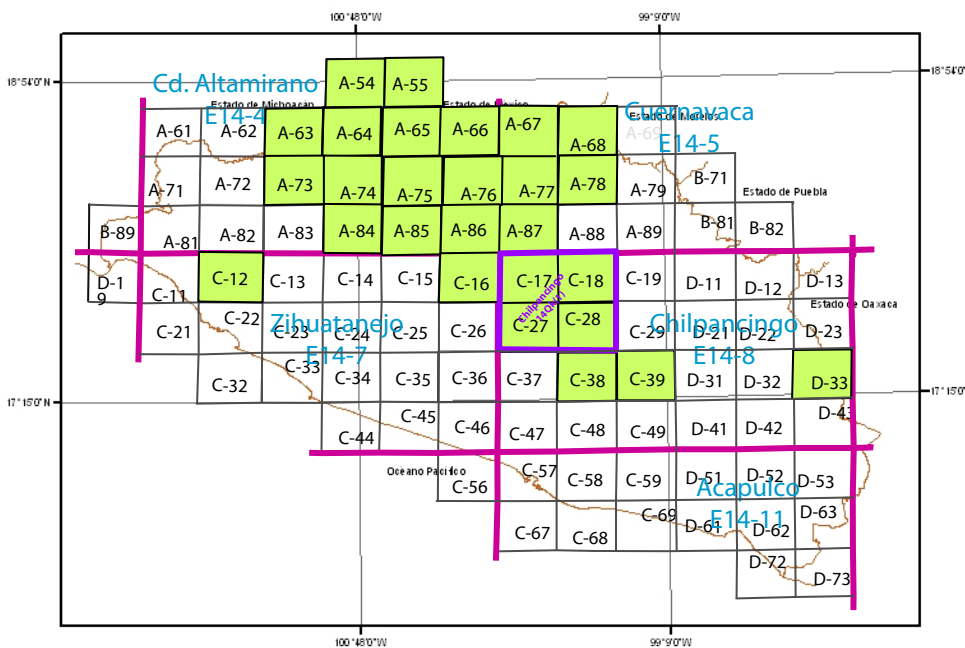 100°48'0"W 99°9'0"W
18°54'0"N 18°54'0"N
A-54 A-55
Cd. Altamirano
E14-4
Estado de Michoacán Estado de México
Cuernavaca
E14-5
Estado de Morelos
A-61 A-62 A-63 A-64 A-65 A-66 A-67 A-68 A-69
A-71 A-72 A-73 A-74 A-75 A-76 A-77 A-78 A-79 B-71
Estado de Puebla
B-89 A-81 A-82 A-83 A-84 A-85 A-86 A-87 A-88 A-89 B-81 B-82
D-1
9
C-11 C-12 C-13 C-14 C-15 C-16 C-17 C-18 C-19 D-11 D-12 D-13
Chilpancingo
Estado de Oaxaca
C-21 C-22 C-23 C-24 C-25 C-26 C-27 C-28 C-29 D-21 D-22 D-23
Zihuatanejo
E14-7
Chilpancingo
E14-8
C-32 C-33 C-34 C-35 C-36 C-37 C-38 C-39 D-31 D-32 D-33
17°15'0"N 17°15'0"N
C-44 C-45 C-46 C-47 C-48 C-49 D-41 D-42 D-43
Oceano Pacifico
C-56 C-57 C-58 C-59 D-51 D-52 D-53
Acapulco
E14-11
C-67 C-68 C-69 D-61 D-62 D-63
D-72 D-73
100°48'0"W 99°9'0"W